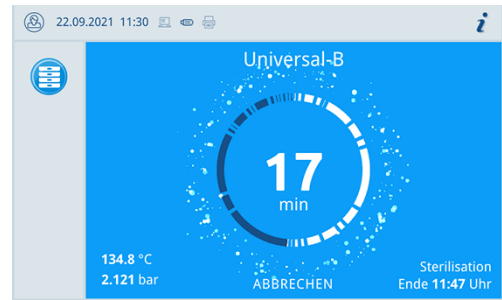 22.09.2021 11:30
i
Universal-B
17
min
134.8 °C
2.121 bar
ABBRECHEN
Sterilisation
Ende 11:47 Uhr